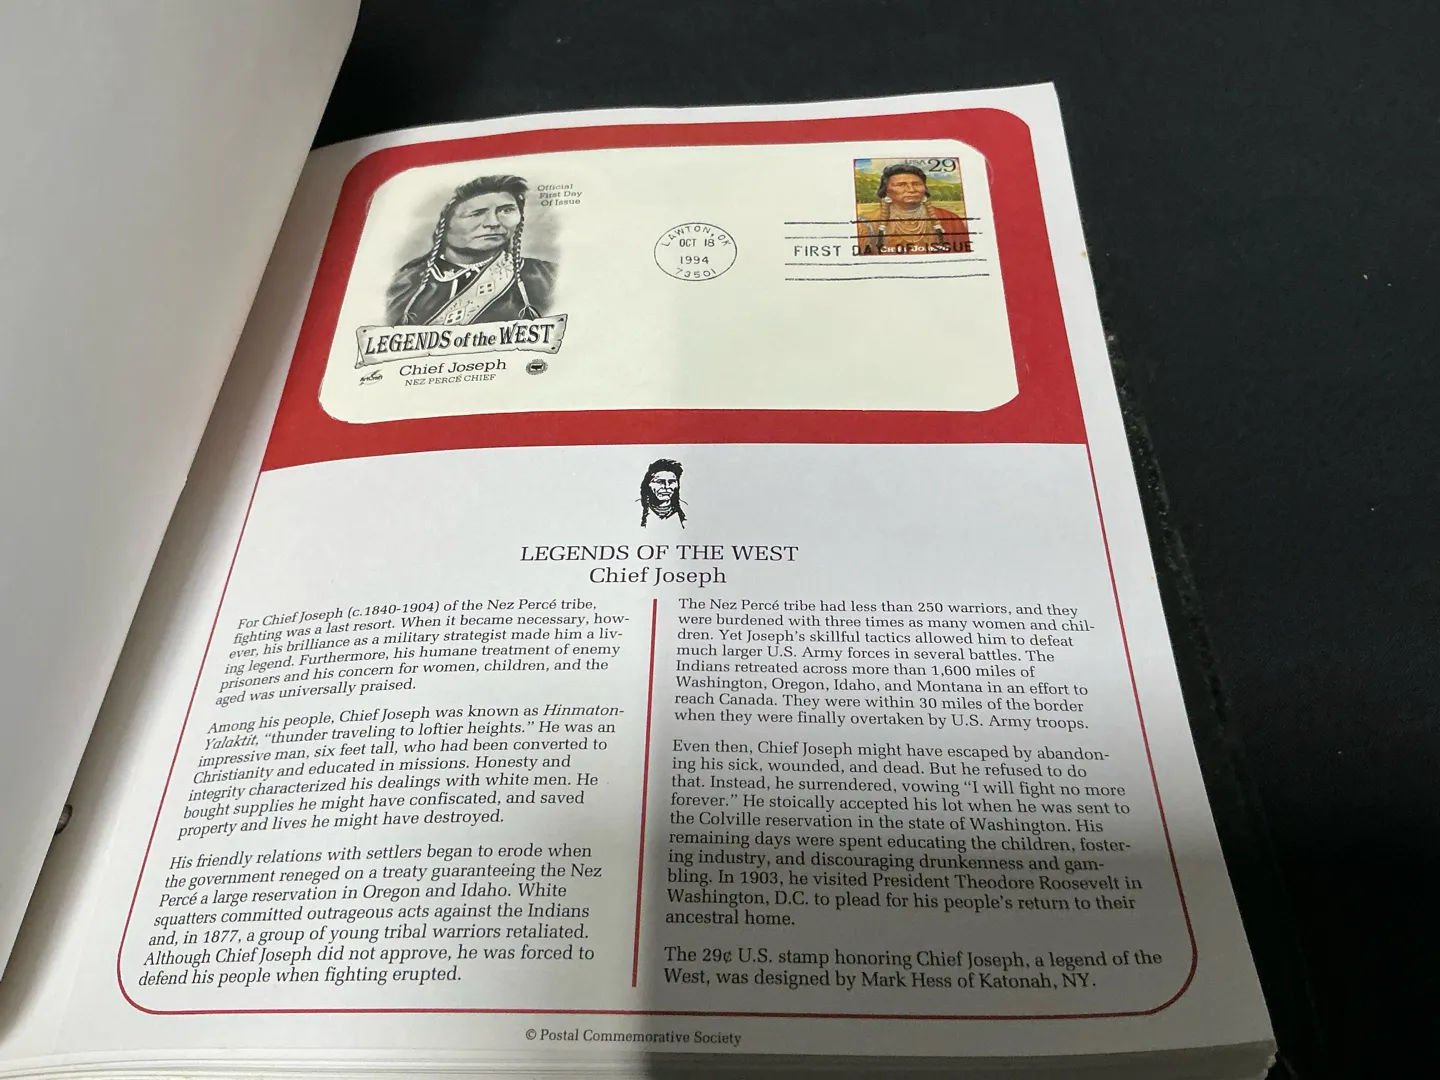 Official
First Day
Of Issue
LEGENDS of the WEST
Artcraft
Chief Joseph
NEZ PERCÉ CHIEF
LAWTON, OK
OCT 18
1994
73501
USA 29
FIRST DAY OF ISSUE
Chief Joseph
LEGENDS OF THE WEST
Chief Joseph
For Chief Joseph (c.1840-1904) of the Nez Percé tribe,
fighting was a last resort. When it became necessary, how-
ever, his brilliance as a military strategist made him a liv-
ing legend. Furthermore, his humane treatment of enemy
prisoners and his concern for women, children, and the
aged was universally praised.
Among his people, Chief Joseph was known as Hinmaton-
Yalaktit, “thunder traveling to loftier heights.” He was an
impressive man, six feet tall, who had been converted to
Christianity and educated in missions. Honesty and
integrity characterized his dealings with white men. He
bought supplies he might have confiscated, and saved
property and lives he might have destroyed.
His friendly relations with settlers began to erode when
the government reneged on a treaty guaranteeing the Nez
Percé a large reservation in Oregon and Idaho. White
squatters committed outrageous acts against the Indians
and, in 1877, a group of young tribal warriors retaliated.
Although Chief Joseph did not approve, he was forced to
defend his people when fighting erupted.
The Nez Percé tribe had less than 250 warriors, and they
were burdened with three times as many women and chil-
dren. Yet Joseph’s skillful tactics allowed him to defeat
much larger U.S. Army forces in several battles. The
Indians retreated across more than 1,600 miles of
Washington, Oregon, Idaho, and Montana in an effort to
reach Canada. They were within 30 miles of the border
when they were finally overtaken by U.S. Army troops.
Even then, Chief Joseph might have escaped by abandon-
ing his sick, wounded, and dead. But he refused to do
that. Instead, he surrendered, vowing “I will fight no more
forever.” He stoically accepted his lot when he was sent to
the Colville reservation in the state of Washington. His
remaining days were spent educating the children, foster-
ing industry, and discouraging drunkenness and gam-
bling. In 1903, he visited President Theodore Roosevelt in
Washington, D.C. to plead for his people’s return to their
ancestral home.
The 29¢ U.S. stamp honoring Chief Joseph, a legend of the
West, was designed by Mark Hess of Katonah, NY.
© Postal Commemorative Society